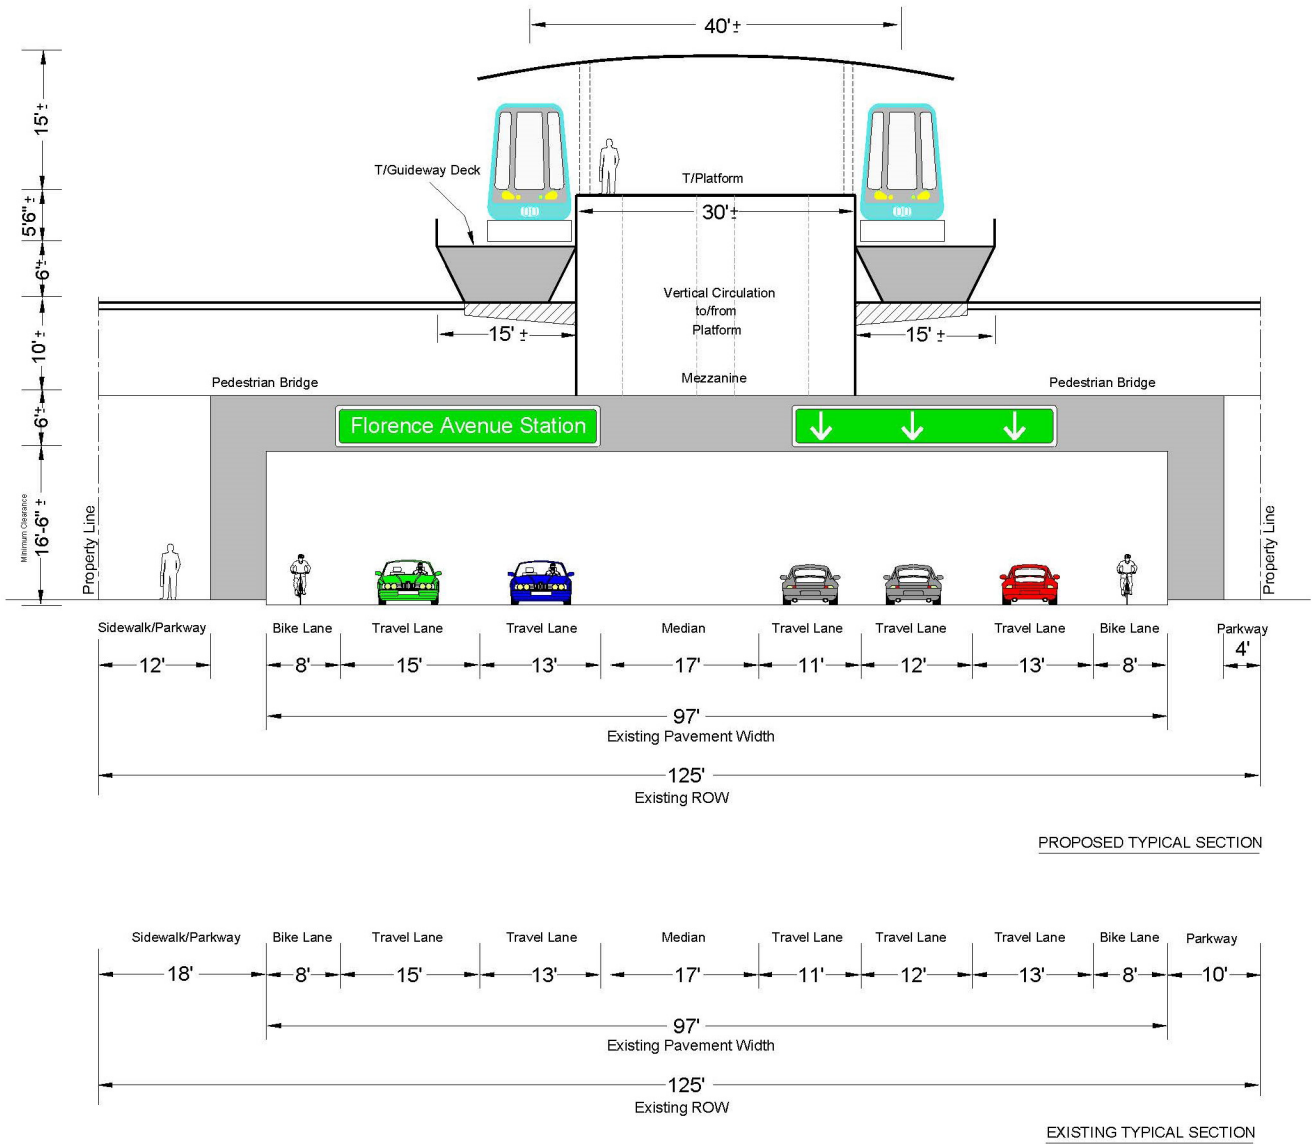 40'±
15'±
T/Guideway Deck
T/Platform
5'6"±
30'±
6'±
Vertical Circulation
to/from
Platform
15' ±
15' ±
10' ±
Mezzanine
Pedestrian Bridge
Pedestrian Bridge
6'±
Florence Avenue Station
Minimum Clearance
16'-6" ±
Property Line
Property Line
Sidewalk/Parkway Bike Lane Travel Lane Travel Lane Median Travel Lane Travel Lane Travel Lane Bike Lane Parkway
12' 8' 15' 13' 17' 11' 12' 13' 8' 4'
97'
Existing Pavement Width
125'
Existing ROW
PROPOSED TYPICAL SECTION
Sidewalk/Parkway Bike Lane Travel Lane Travel Lane Median Travel Lane Travel Lane Travel Lane Bike Lane Parkway
18' 8' 15' 13' 17' 11' 12' 13' 8' 10'
97'
Existing Pavement Width
125'
Existing ROW
EXISTING TYPICAL SECTION